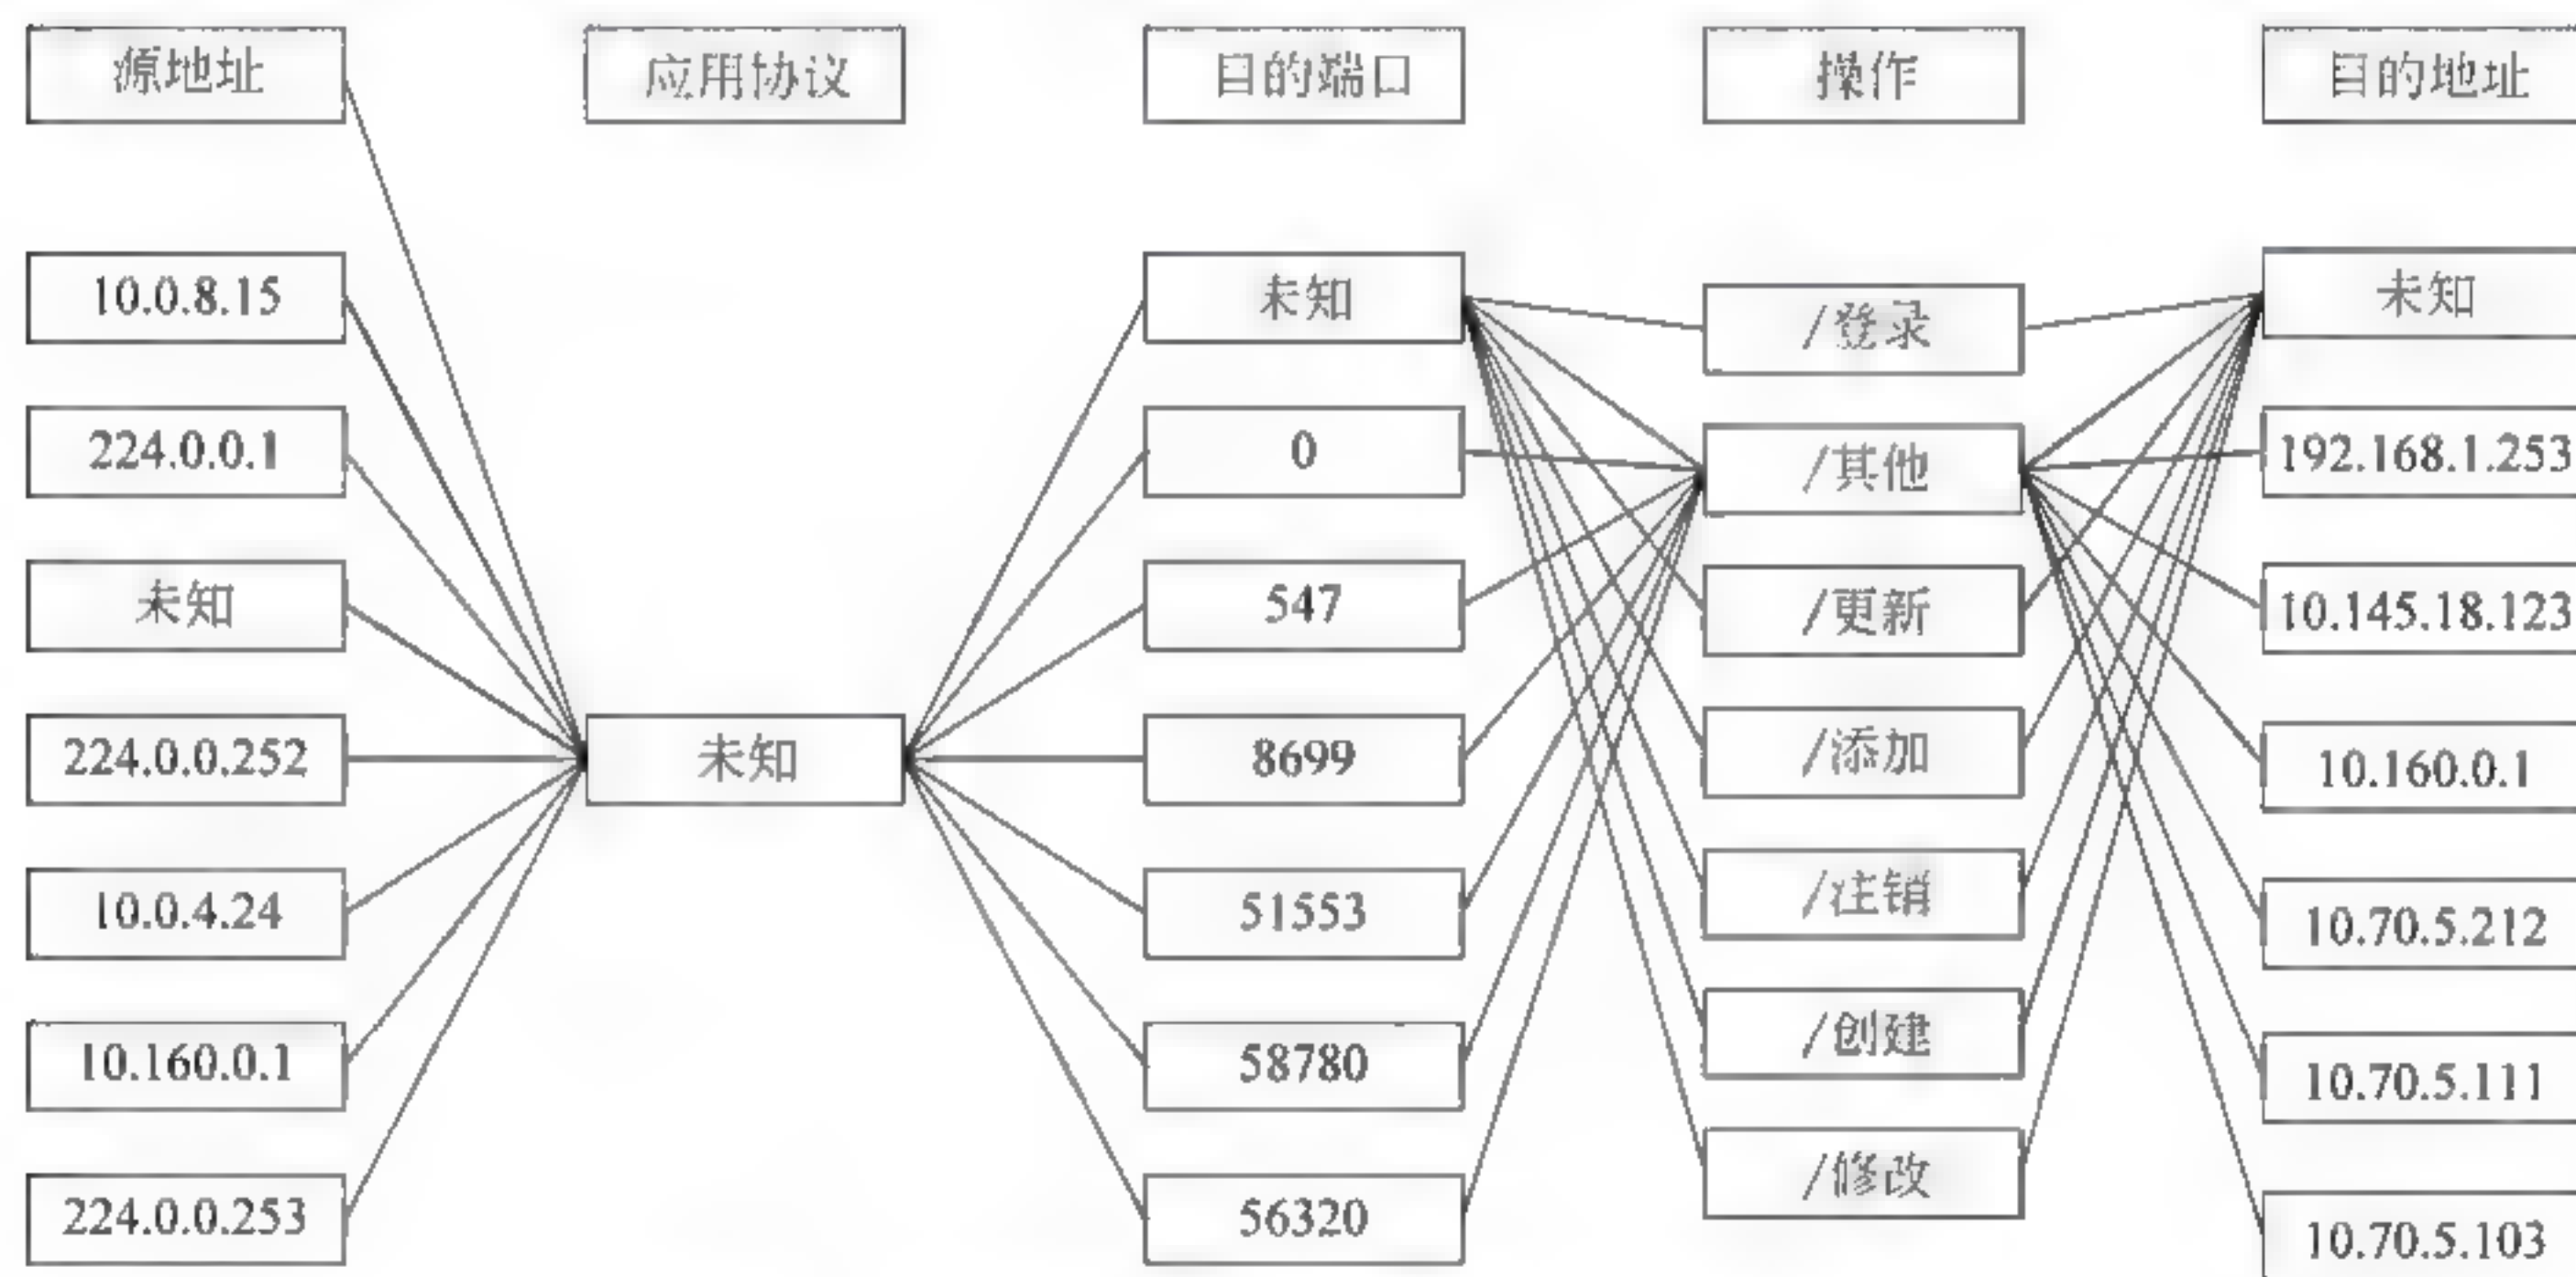 源地址
应用协议
目的端口
操作
目的地址
10.0.8.15
224.0.0.1
未知
224.0.0.252
10.0.4.24
10.160.0.1
224.0.0.253
未知
未知
0
547
8699
51553
58780
56320
/登录
/其他
/更新
/添加
/注销
/创建
/修改
未知
192.168.1.253
10.145.18.123
10.160.0.1
10.70.5.212
10.70.5.111
10.70.5.103